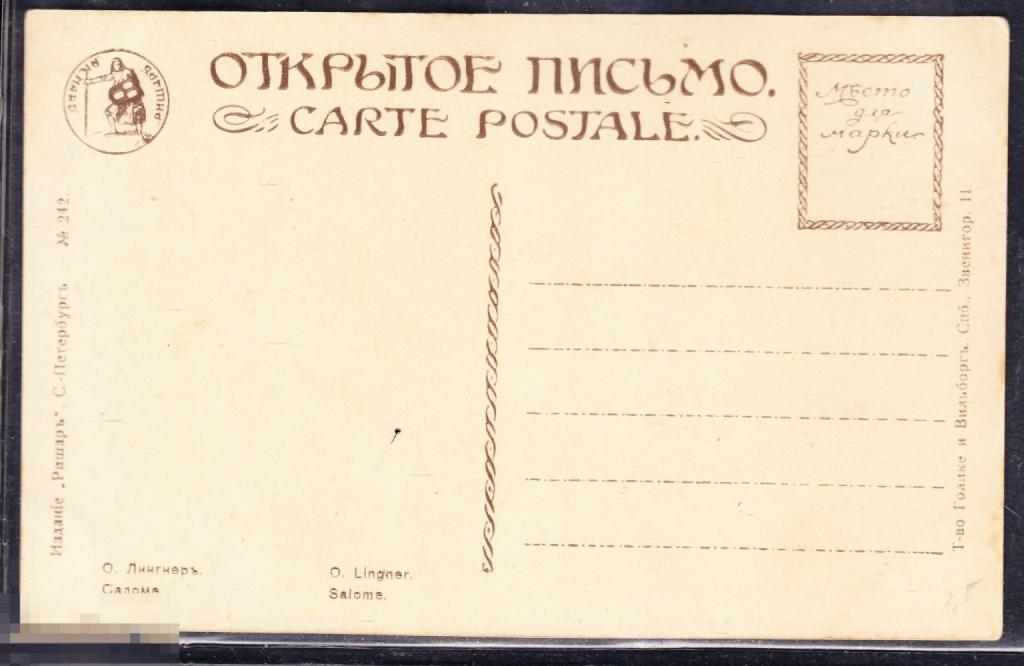 ОТКРЫТОЕ ПИСЬМО.
CARTE POSTALE.
Мѣсто
для
марки
Изданіе „Ришаръ“. С.-Петербургъ. № 242.
Т-во Голике и Вильборгъ. Спб., Звенигор. 11.
О. Лингнеръ.
Саломе.
O. Lingner.
Salome.